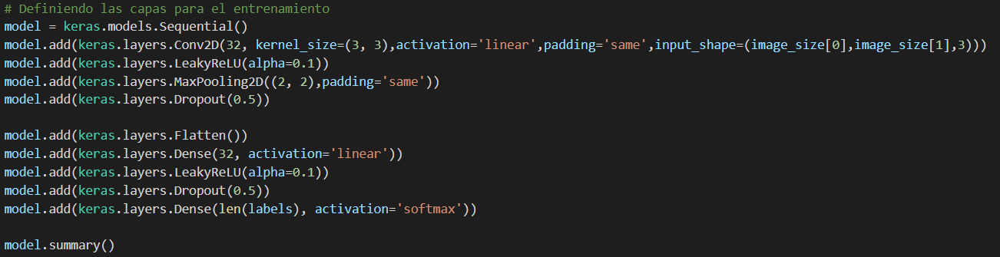 # Definiendo las capas para el entrenamiento
model = keras.models.Sequential()
model.add(keras.layers.Conv2D(32, kernel_size=(3, 3),activation='linear',padding='same',input_shape=(image_size[0],image_size[1],3)))
model.add(keras.layers.LeakyReLU(alpha=0.1))
model.add(keras.layers.MaxPooling2D((2, 2),padding='same'))
model.add(keras.layers.Dropout(0.5))
model.add(keras.layers.Flatten())
model.add(keras.layers.Dense(32, activation='linear'))
model.add(keras.layers.LeakyReLU(alpha=0.1))
model.add(keras.layers.Dropout(0.5))
model.add(keras.layers.Dense(len(labels), activation='softmax'))
model.summary()